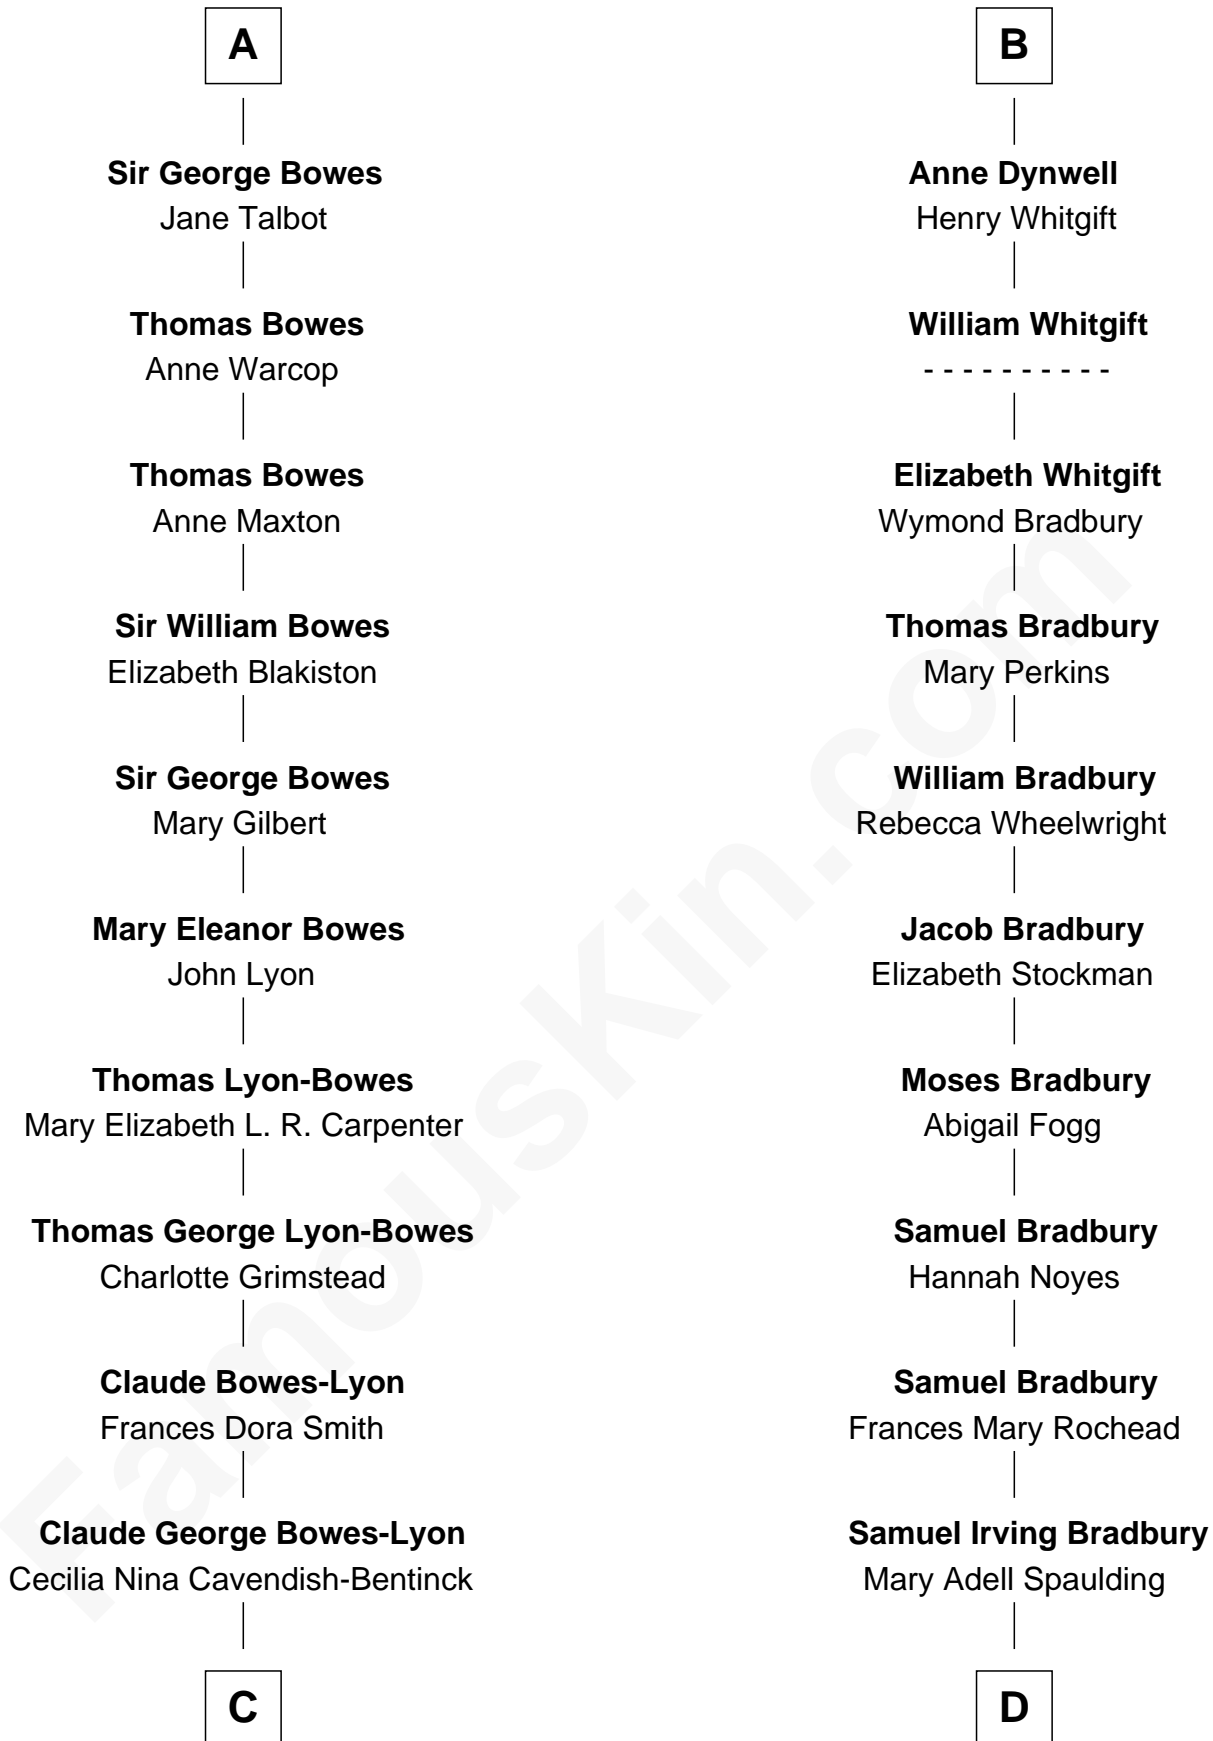 A
Sir George Bowes
Jane Talbot
Thomas Bowes
Anne Warcop
Thomas Bowes
Anne Maxton
Sir William Bowes
Elizabeth Blakiston
Sir George Bowes
Mary Gilbert
Mary Eleanor Bowes
John Lyon
Thomas Lyon-Bowes
Mary Elizabeth L. R. Carpenter
Thomas George Lyon-Bowes
Charlotte Grimstead
Claude Bowes-Lyon
Frances Dora Smith
Claude George Bowes-Lyon
Cecilia Nina Cavendish-Bentinck
C
B
Anne Dynwell
Henry Whitgift
William Whitgift
- - - - - - - - - -
Elizabeth Whitgift
Wymond Bradbury
Thomas Bradbury
Mary Perkins
William Bradbury
Rebecca Wheelwright
Jacob Bradbury
Elizabeth Stockman
Moses Bradbury
Abigail Fogg
Samuel Bradbury
Hannah Noyes
Samuel Bradbury
Frances Mary Rochead
Samuel Irving Bradbury
Mary Adell Spaulding
D
FamousKin.com